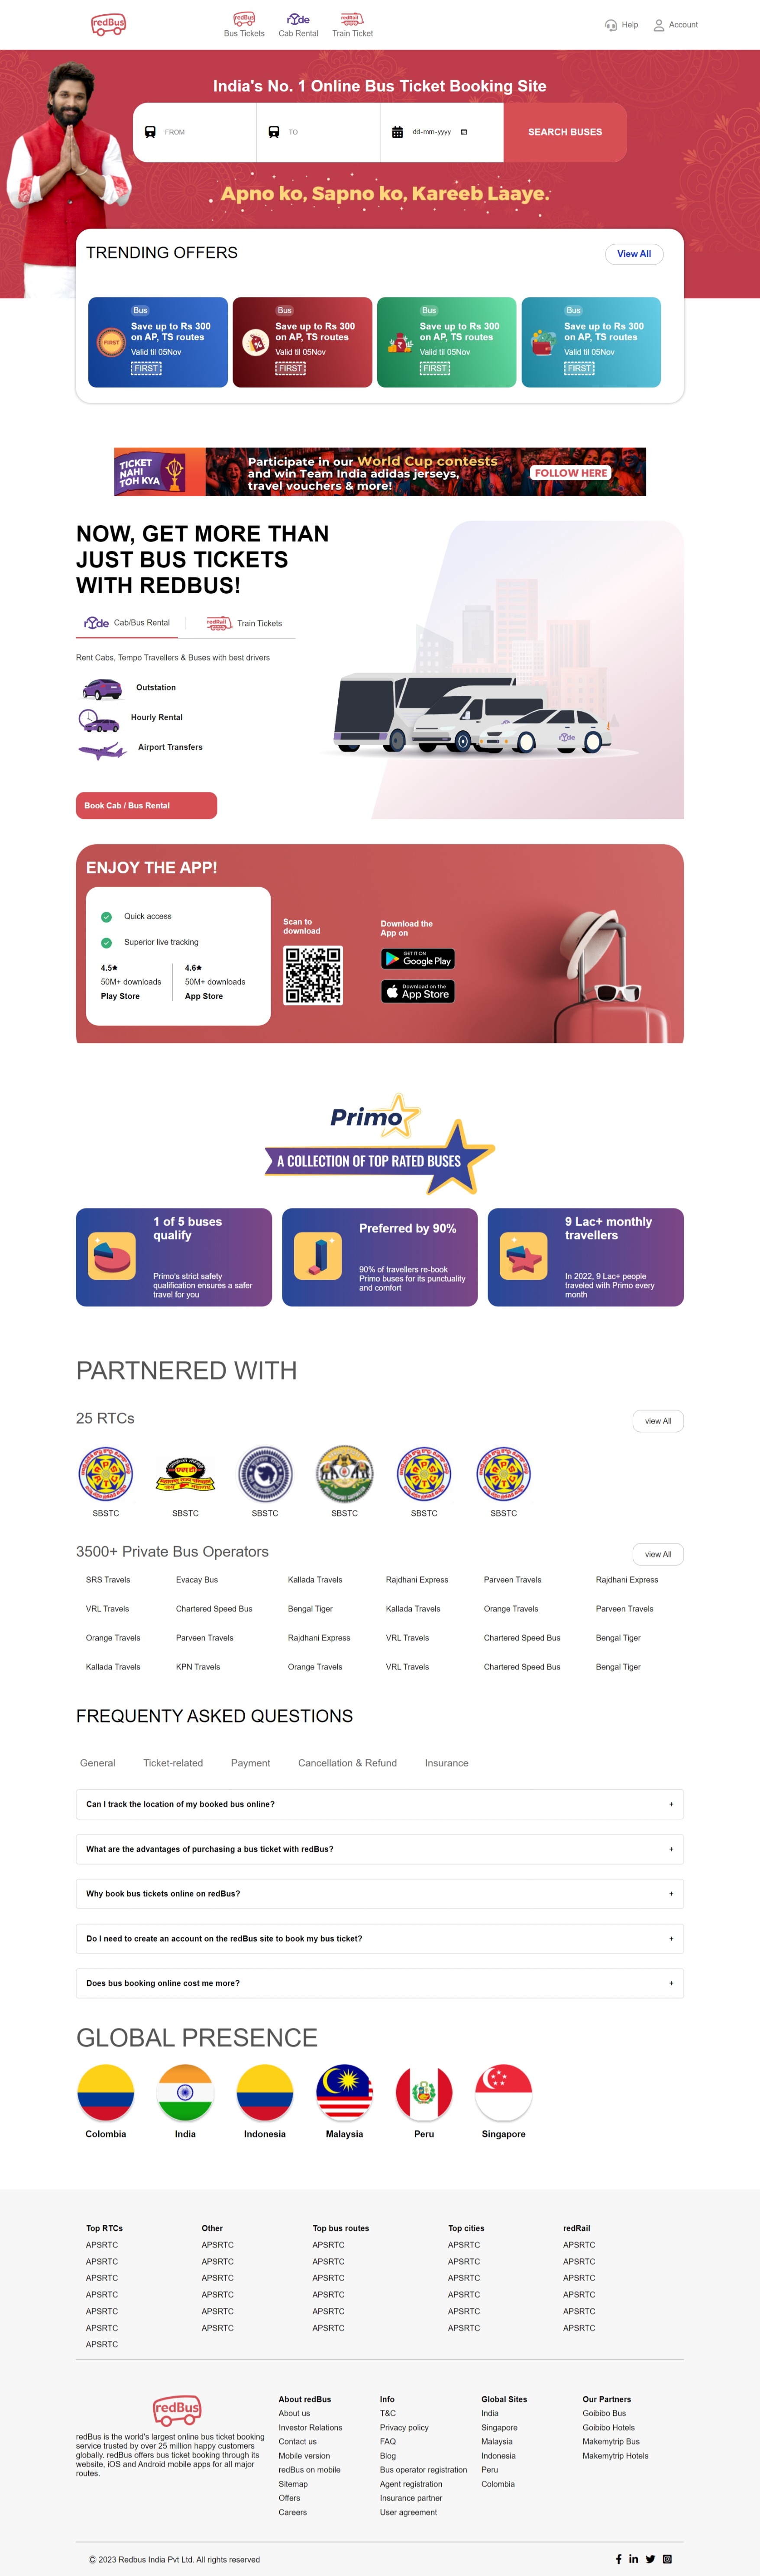 redBus
redBus
Bus Tickets
rYde
Cab Rental
redRail
Train Ticket
Help
Account
India's No. 1 Online Bus Ticket Booking Site
FROM
TO
dd-mm-yyyy
SEARCH BUSES
Apno ko, Sapno ko, Kareeb Laaye.
TRENDING OFFERS
View All
Bus
Save up to Rs 300
on AP, TS routes
Valid til 05Nov
FIRST
FIRST
Bus
Save up to Rs 300
on AP, TS routes
Valid til 05Nov
FIRST
Bus
Save up to Rs 300
on AP, TS routes
Valid til 05Nov
FIRST
Bus
Save up to Rs 300
on AP, TS routes
Valid til 05Nov
FIRST
TICKET
NAHI
TOH KYA
Participate in our World Cup contests
and win Team India adidas jerseys,
travel vouchers & more!
FOLLOW HERE
NOW, GET MORE THAN
JUST BUS TICKETS
WITH REDBUS!
rYde Cab/Bus Rental
redRail Train Tickets
Rent Cabs, Tempo Travellers & Buses with best drivers
Outstation
Hourly Rental
Airport Transfers
rYde
Book Cab / Bus Rental
ENJOY THE APP!
Quick access
Superior live tracking
4.5★
50M+ downloads
Play Store
4.6★
50M+ downloads
App Store
Scan to
download
Download the
App on
GET IT ON
Google Play
Download on the
App Store
Primo
A COLLECTION OF TOP RATED BUSES
1 of 5 buses
qualify
Primo's strict safety
qualification ensures a safer
travel for you
Preferred by 90%
90% of travellers re-book
Primo buses for its punctuality
and comfort
9 Lac+ monthly
travellers
In 2022, 9 Lac+ people
traveled with Primo every
month
PARTNERED WITH
25 RTCs
view All
SBSTC
SBSTC
SBSTC
SBSTC
SBSTC
SBSTC
3500+ Private Bus Operators
view All
SRS Travels
Evacay Bus
Kallada Travels
Rajdhani Express
Parveen Travels
Rajdhani Express
VRL Travels
Chartered Speed Bus
Bengal Tiger
Kallada Travels
Orange Travels
Parveen Travels
Orange Travels
Parveen Travels
Rajdhani Express
VRL Travels
Chartered Speed Bus
Bengal Tiger
Kallada Travels
KPN Travels
Orange Travels
VRL Travels
Chartered Speed Bus
Bengal Tiger
FREQUENTY ASKED QUESTIONS
General
Ticket-related
Payment
Cancellation & Refund
Insurance
Can I track the location of my booked bus online? +
What are the advantages of purchasing a bus ticket with redBus? +
Why book bus tickets online on redBus? +
Do I need to create an account on the redBus site to book my bus ticket? +
Does bus booking online cost me more? +
GLOBAL PRESENCE
Colombia
India
Indonesia
Malaysia
Peru
Singapore
Top RTCs
APSRTC
APSRTC
APSRTC
APSRTC
APSRTC
APSRTC
APSRTC
Other
APSRTC
APSRTC
APSRTC
APSRTC
APSRTC
APSRTC
Top bus routes
APSRTC
APSRTC
APSRTC
APSRTC
APSRTC
APSRTC
Top cities
APSRTC
APSRTC
APSRTC
APSRTC
APSRTC
APSRTC
redRail
APSRTC
APSRTC
APSRTC
APSRTC
APSRTC
APSRTC
redBus
redBus is the world's largest online bus ticket booking
service trusted by over 25 million happy customers
globally. redBus offers bus ticket booking through its
website, iOS and Android mobile apps for all major
routes.
About redBus
About us
Investor Relations
Contact us
Mobile version
redBus on mobile
Sitemap
Offers
Careers
Info
T&C
Privacy policy
FAQ
Blog
Bus operator registration
Agent registration
Insurance partner
User agreement
Global Sites
India
Singapore
Malaysia
Indonesia
Peru
Colombia
Our Partners
Goibibo Bus
Goibibo Hotels
Makemytrip Bus
Makemytrip Hotels
© 2023 Redbus India Pvt Ltd. All rights reserved